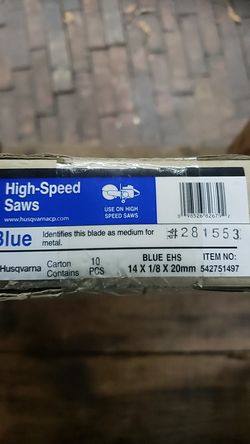 High-Speed
Saws
www.husqvarnacp.com
USE ON HIGH
SPEED SAWS
Blue
Identifies this blade as medium for
metal.
#281553
Husqvarna
Carton 10
Contains PCS
BLUE EHS
14 X 1/8 X 20mm
ITEM NO:
542751497